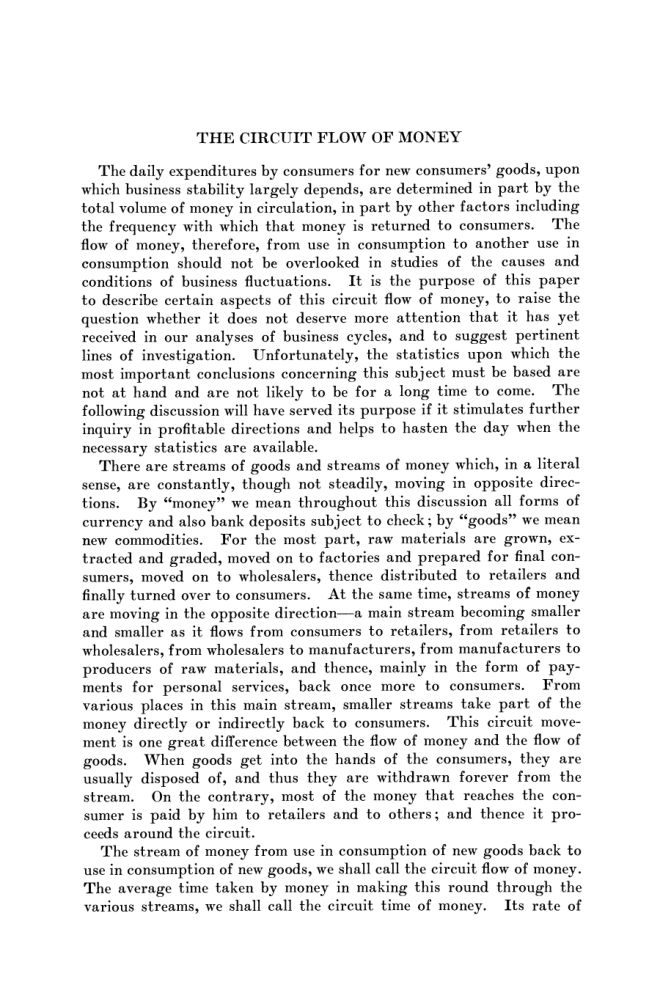 THE CIRCUIT FLOW OF MONEY
The daily expenditures by consumers for new consumers' goods, upon
which business stability largely depends, are determined in part by the
total volume of money in circulation, in part by other factors including
the frequency with which that money is returned to consumers. The
flow of money, therefore, from use in consumption to another use in
consumption should not be overlooked in studies of the causes and
conditions of business fluctuations. It is the purpose of this paper
to describe certain aspects of this circuit flow of money, to raise the
question whether it does not deserve more attention that it has yet
received in our analyses of business cycles, and to suggest pertinent
lines of investigation. Unfortunately, the statistics upon which the
most important conclusions concerning this subject must be based are
not at hand and are not likely to be for a long time to come. The
following discussion will have served its purpose if it stimulates further
inquiry in profitable directions and helps to hasten the day when the
necessary statistics are available.
There are streams of goods and streams of money which, in a literal
sense, are constantly, though not steadily, moving in opposite direc-
tions. By “money” we mean throughout this discussion all forms of
currency and also bank deposits subject to check; by “goods” we mean
new commodities. For the most part, raw materials are grown, ex-
tracted and graded, moved on to factories and prepared for final con-
sumers, moved on to wholesalers, thence distributed to retailers and
finally turned over to consumers. At the same time, streams of money
are moving in the opposite direction—a main stream becoming smaller
and smaller as it flows from consumers to retailers, from retailers to
wholesalers, from wholesalers to manufacturers, from manufacturers to
producers of raw materials, and thence, mainly in the form of pay-
ments for personal services, back once more to consumers. From
various places in this main stream, smaller streams take part of the
money directly or indirectly back to consumers. This circuit move-
ment is one great difference between the flow of money and the flow of
goods. When goods get into the hands of the consumers, they are
usually disposed of, and thus they are withdrawn forever from the
stream. On the contrary, most of the money that reaches the con-
sumer is paid by him to retailers and to others; and thence it pro-
ceeds around the circuit.
The stream of money from use in consumption of new goods back to
use in consumption of new goods, we shall call the circuit flow of money.
The average time taken by money in making this round through the
various streams, we shall call the circuit time of money. Its rate of